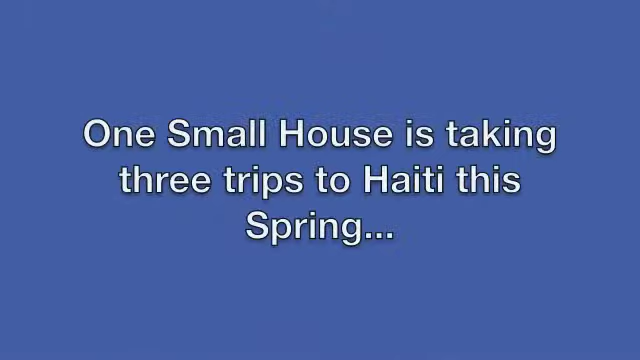 One Small House is taking
three trips to Haiti this
Spring...